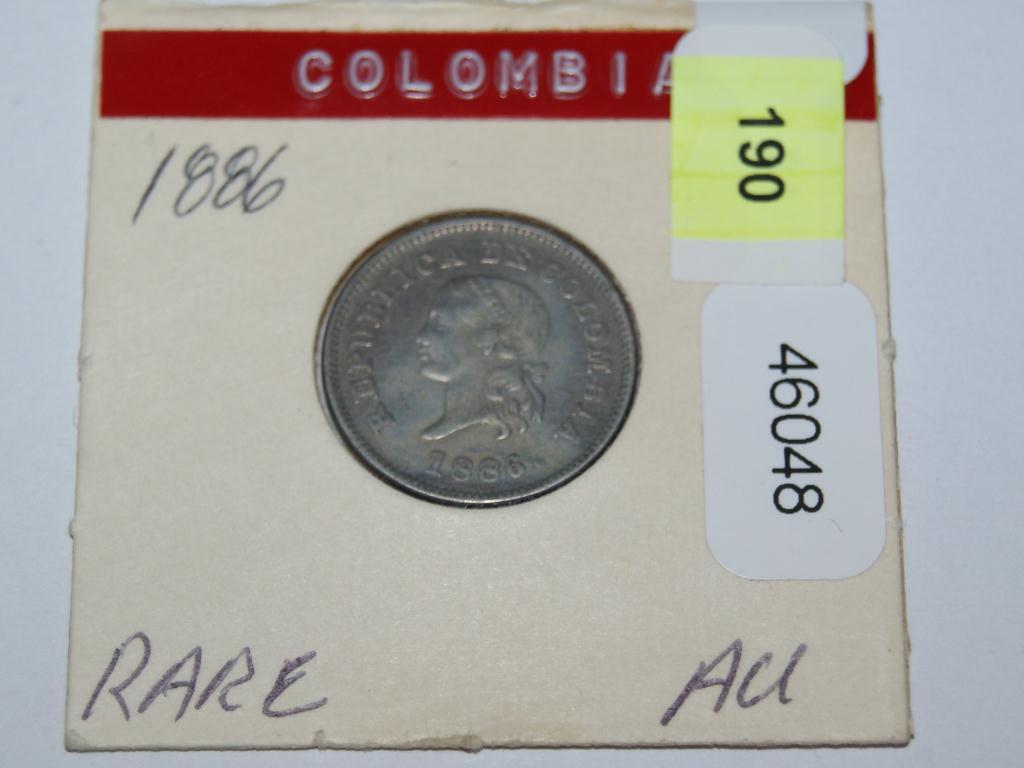 COLOMBIA
190
1886
REPUBLICA DE COLOMBIA
1886
46048
RARE
AU